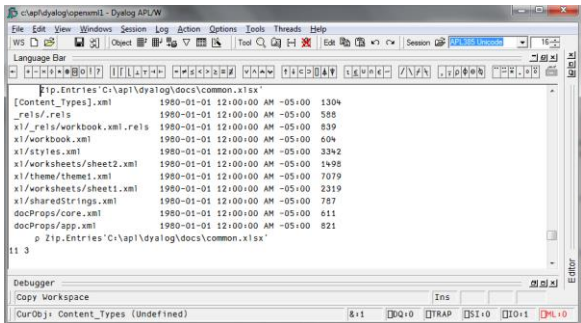 c:\apl\dyalog\openxml1 - Dyalog APL/W
File Edit View Windows Session Log Action Options Tools Threads Help
WS Object Tool Edit Session APL385 Unicode 16
Language Bar
Zip.Entries'C:\apl\dyalog\docs\common.xlsx'
[Content_Types].xml 1980-01-01 12:00:00 AM -05:00 1304
_rels/.rels 1980-01-01 12:00:00 AM -05:00 588
xl/_rels/workbook.xml.rels 1980-01-01 12:00:00 AM -05:00 839
xl/workbook.xml 1980-01-01 12:00:00 AM -05:00 604
xl/styles.xml 1980-01-01 12:00:00 AM -05:00 3342
xl/worksheets/sheet2.xml 1980-01-01 12:00:00 AM -05:00 1498
xl/theme/theme1.xml 1980-01-01 12:00:00 AM -05:00 7079
xl/worksheets/sheet1.xml 1980-01-01 12:00:00 AM -05:00 2319
xl/sharedStrings.xml 1980-01-01 12:00:00 AM -05:00 787
docProps/core.xml 1980-01-01 12:00:00 AM -05:00 611
docProps/app.xml 1980-01-01 12:00:00 AM -05:00 821
⍴ Zip.Entries'C:\apl\dyalog\docs\common.xlsx'
11 3
Editor
Debugger
Copy Workspace Ins
CurObj: Content_Types (Undefined) &:1 ⎕DQ:0 ⎕TRAP ⎕SI:0 ⎕IO:1 ⎕ML:0